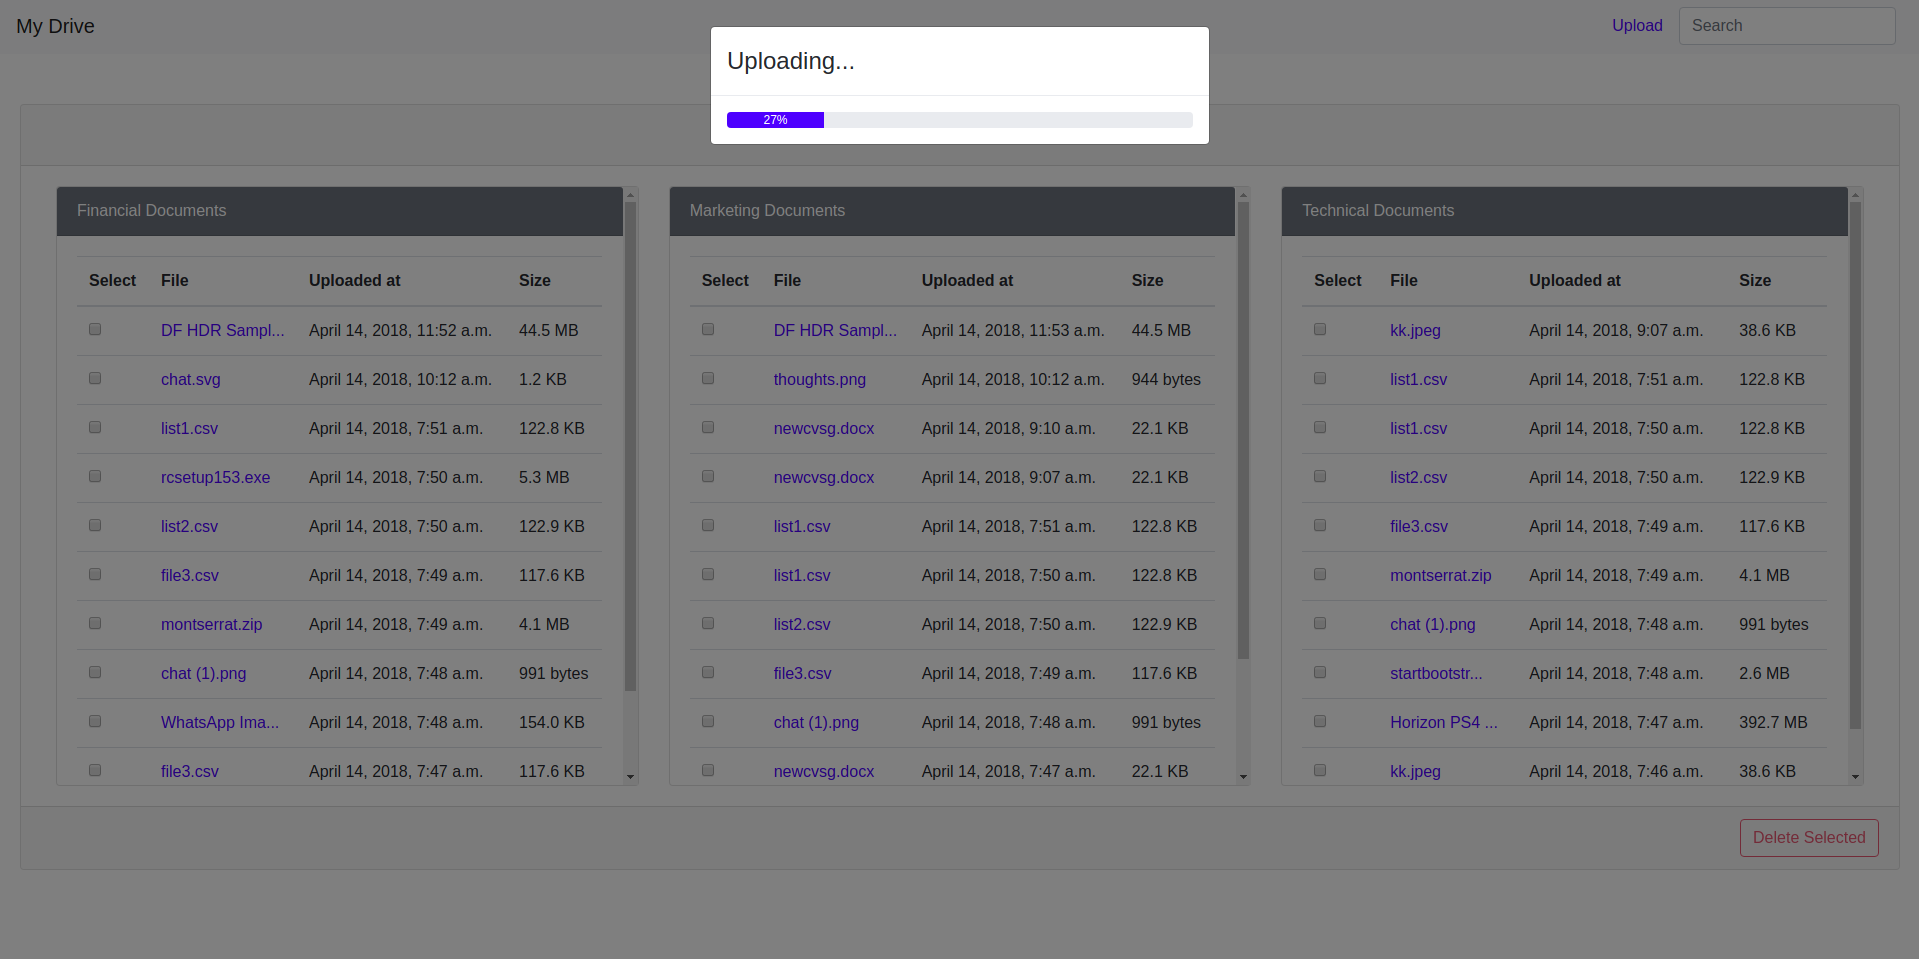 My Drive
Upload
Search
Uploading...
27%
Financial Documents
Select File Uploaded at Size
DF HDR Sampl... April 14, 2018, 11:52 a.m. 44.5 MB
chat.svg April 14, 2018, 10:12 a.m. 1.2 KB
list1.csv April 14, 2018, 7:51 a.m. 122.8 KB
rcsetup153.exe April 14, 2018, 7:50 a.m. 5.3 MB
list2.csv April 14, 2018, 7:50 a.m. 122.9 KB
file3.csv April 14, 2018, 7:49 a.m. 117.6 KB
montserrat.zip April 14, 2018, 7:49 a.m. 4.1 MB
chat (1).png April 14, 2018, 7:48 a.m. 991 bytes
WhatsApp Ima... April 14, 2018, 7:48 a.m. 154.0 KB
file3.csv April 14, 2018, 7:47 a.m. 117.6 KB
Marketing Documents
Select File Uploaded at Size
DF HDR Sampl... April 14, 2018, 11:53 a.m. 44.5 MB
thoughts.png April 14, 2018, 10:12 a.m. 944 bytes
newcvsg.docx April 14, 2018, 9:10 a.m. 22.1 KB
newcvsg.docx April 14, 2018, 9:07 a.m. 22.1 KB
list1.csv April 14, 2018, 7:51 a.m. 122.8 KB
list1.csv April 14, 2018, 7:50 a.m. 122.8 KB
list2.csv April 14, 2018, 7:50 a.m. 122.9 KB
file3.csv April 14, 2018, 7:49 a.m. 117.6 KB
chat (1).png April 14, 2018, 7:48 a.m. 991 bytes
newcvsg.docx April 14, 2018, 7:47 a.m. 22.1 KB
Technical Documents
Select File Uploaded at Size
kk.jpeg April 14, 2018, 9:07 a.m. 38.6 KB
list1.csv April 14, 2018, 7:51 a.m. 122.8 KB
list1.csv April 14, 2018, 7:50 a.m. 122.8 KB
list2.csv April 14, 2018, 7:50 a.m. 122.9 KB
file3.csv April 14, 2018, 7:49 a.m. 117.6 KB
montserrat.zip April 14, 2018, 7:49 a.m. 4.1 MB
chat (1).png April 14, 2018, 7:48 a.m. 991 bytes
startbootstr... April 14, 2018, 7:48 a.m. 2.6 MB
Horizon PS4 ... April 14, 2018, 7:47 a.m. 392.7 MB
kk.jpeg April 14, 2018, 7:46 a.m. 38.6 KB
Delete Selected